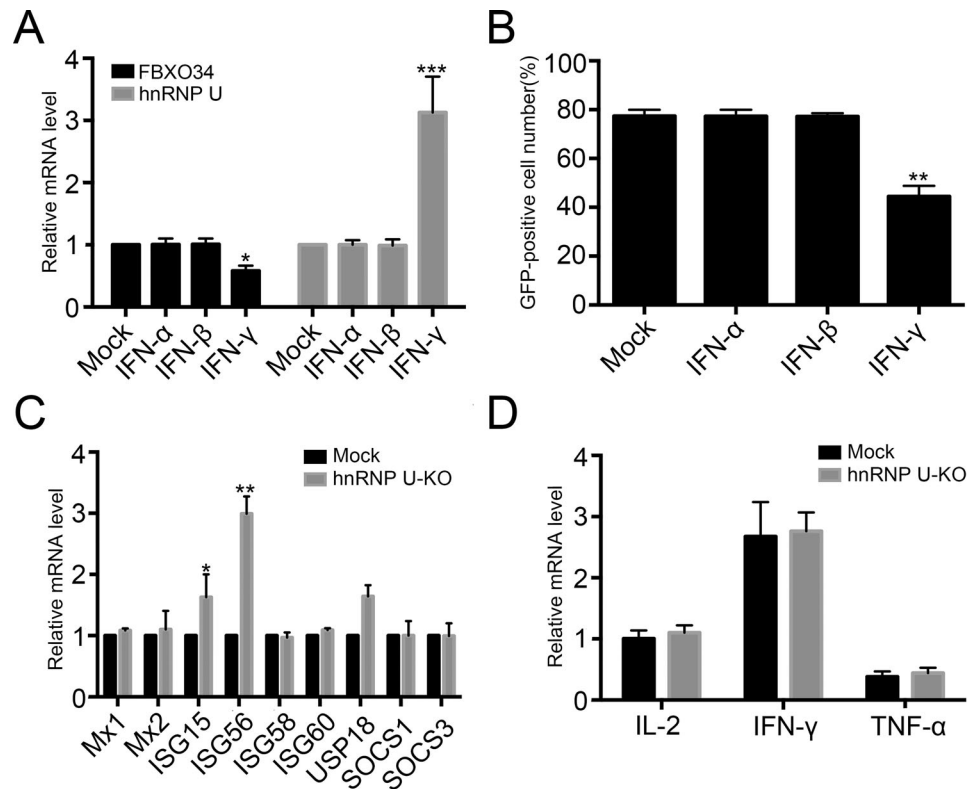 A
Relative mRNA level
4
3
2
1
0
FBXO34
hnRNP U
*
***
Mock
IFN-α
IFN-β
IFN-γ
Mock
IFN-α
IFN-β
IFN-γ
B
GFP-positive cell number(%)
100
80
60
40
20
0
**
Mock
IFN-α
IFN-β
IFN-γ
C
Relative mRNA level
4
3
2
1
0
Mock
hnRNP U-KO
*
**
Mx1
Mx2
ISG15
ISG56
ISG58
ISG60
USP18
SOCS1
SOCS3
D
Relative mRNA level
4
3
2
1
0
Mock
hnRNP U-KO
IL-2
IFN-γ
TNF-α